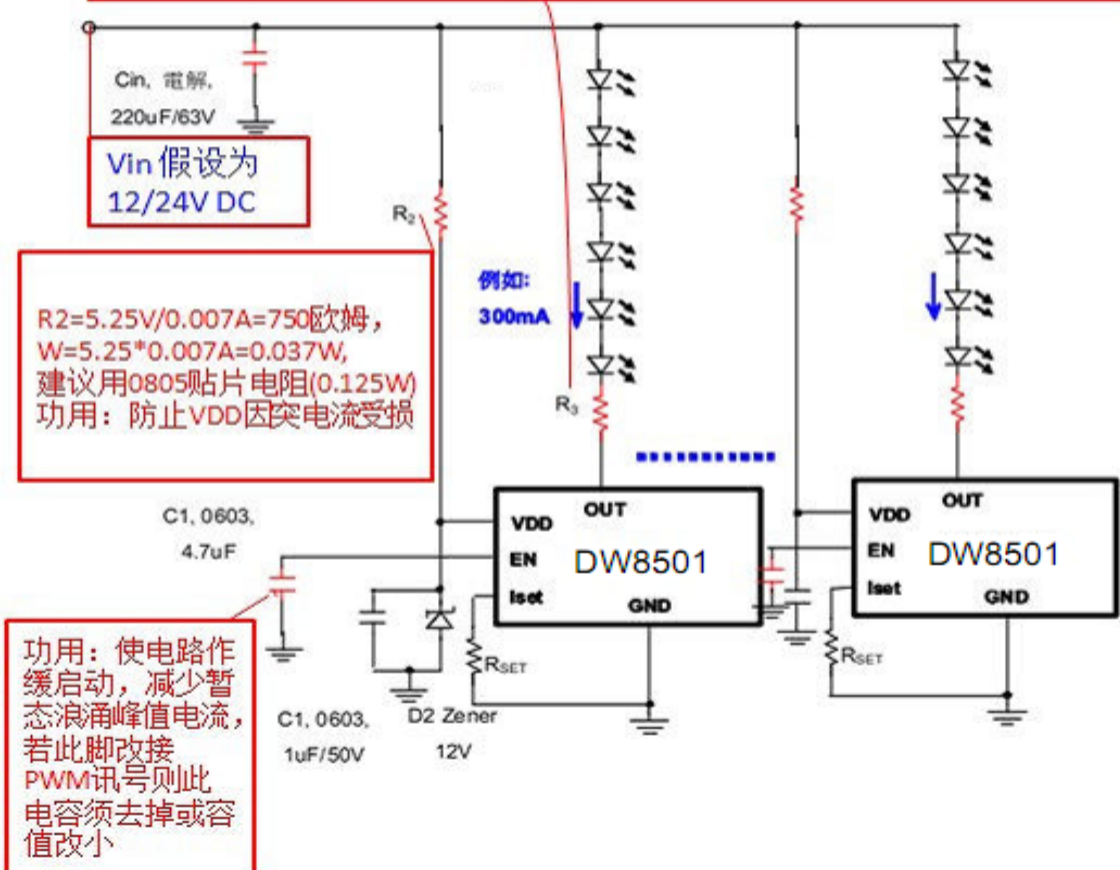 Cin, 電解,
220uF/63V
Vin 假设为
12/24V DC
R2
R2=5.25V/0.007A=750欧姆，
W=5.25*0.007A=0.037W,
建议用0805贴片电阻(0.125W)
功用：防止VDD因突电流受损
例如:
300mA
R3
C1, 0603,
4.7uF
VDD
OUT
EN
DW8501
Iset
GND
RSET
VDD
OUT
EN
DW8501
Iset
GND
RSET
功用：使电路作
缓启动，减少暂
态浪涌峰值电流，
若此脚改接
PWM讯号则此
电容须去掉或容
值改小
C1, 0603,
1uF/50V
D2 Zener
12V